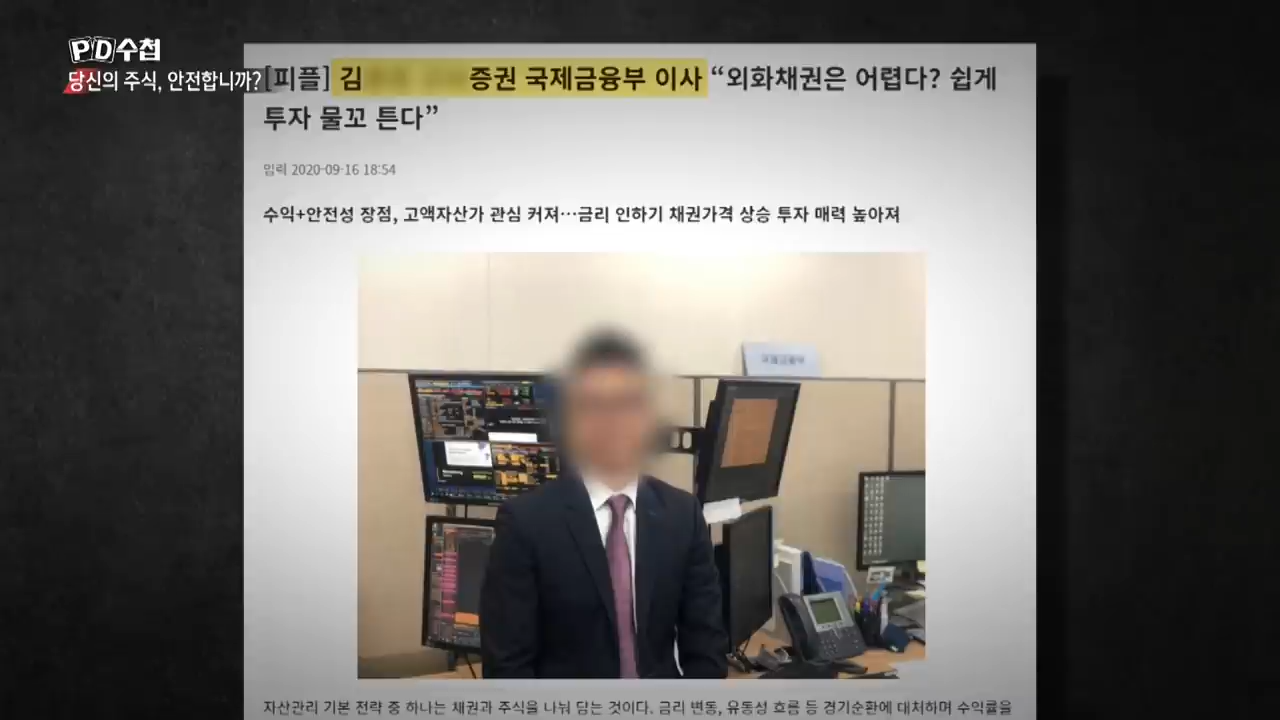 PD수첩
당신의 주식, 안전합니까?
[피플] 김 증권 국제금융부 이사 “외화채권은 어렵다? 쉽게
투자 물꼬 튼다”
입력 2020-09-16 18:54
수익+안전성 장점, 고액자산가 관심 커져…금리 인하기 채권가격 상승 투자 매력 높아져
국제금융부
자산관리 기본 전략 중 하나는 채권과 주식을 나눠 담는 것이다. 금리 변동, 유동성 흐름 등 경기순환에 대처하며 수익률을